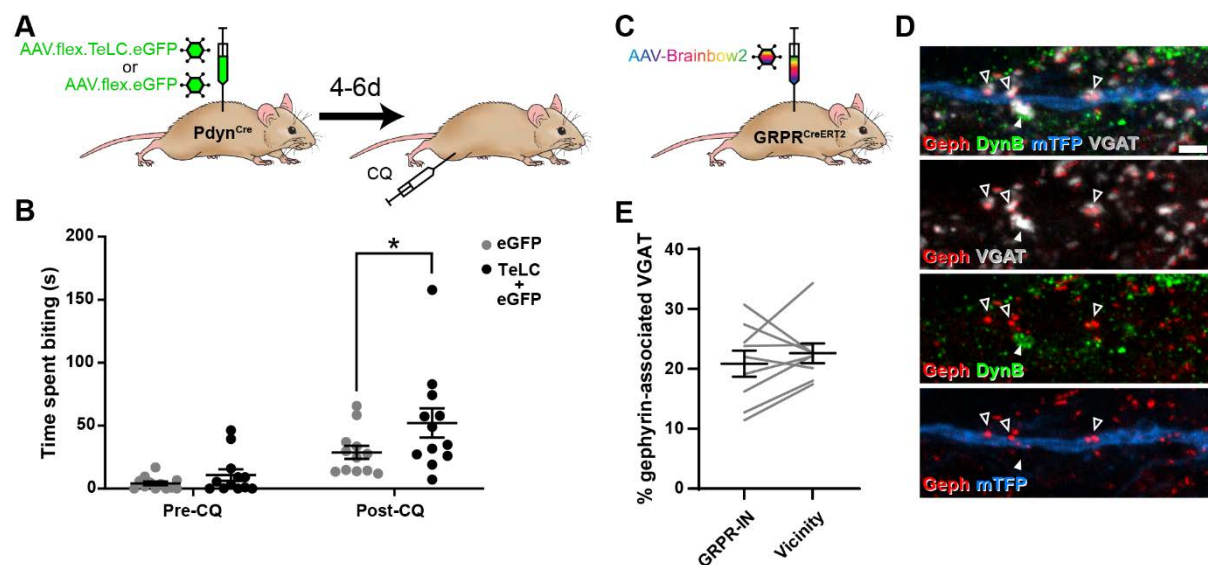 A
AAV.flex.TeLC.eGFP
or
AAV.flex.eGFP
Pdyn^Cre
4-6d
CQ
B
Time spent biting (s)
200
150
100
50
0
Pre-CQ
Post-CQ
*
eGFP
TeLC
+
eGFP
C
AAV-Brainbow2
GRPR^CreERT2
E
% gephyrin-associated VGAT
40
30
20
10
0
GRPR-IN
Vicinity
D
Geph DynB mTFP VGAT
Geph VGAT
Geph DynB
Geph mTFP